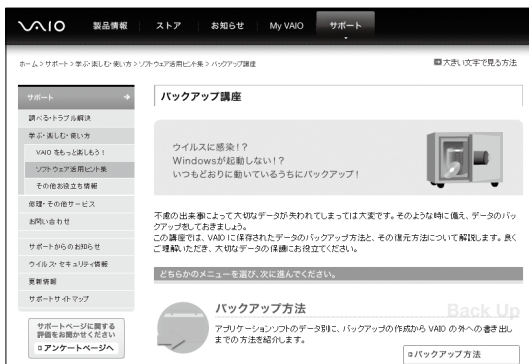 VAIO
製品情報
ストア
お知らせ
My VAIO
サポート
ホーム > サポート > 学ぶ・楽しむ・使い方 > ソフトウェア活用ヒント集 > バックアップ講座
大きい文字で見る方法
サポート
調べる・トラブル解決
学ぶ・楽しむ・使い方
VAIO をもっと楽しもう！
ソフトウェア活用ヒント集
その他お役立ち情報
修理・その他サービス
お問い合わせ
サポートからのお知らせ
ウイルス・セキュリティ情報
更新情報
サポートサイトマップ
サポートページに関する
評価をお聞かせください
アンケートページへ
バックアップ講座
ウイルスに感染！？
Windowsが起動しない！？
いつもどおりに動いているうちにバックアップ！
不慮の出来事によって大切なデータが失われてしまっては大変です。そのような時に備え、データのバッ
クアップをしておきましょう。
この講座では、VAIO に保存されたデータのバックアップ方法と、その復元方法について解説します。良く
ご理解いただき、大切なデータの保護にお役立てください。
どちらかのメニューを選び、次に進んでください。
バックアップ方法
Back Up
アプリケーションソフトのデータ別に、バックアップの作成から VAIO の外への書き出し
までの方法を紹介します。
バックアップ方法